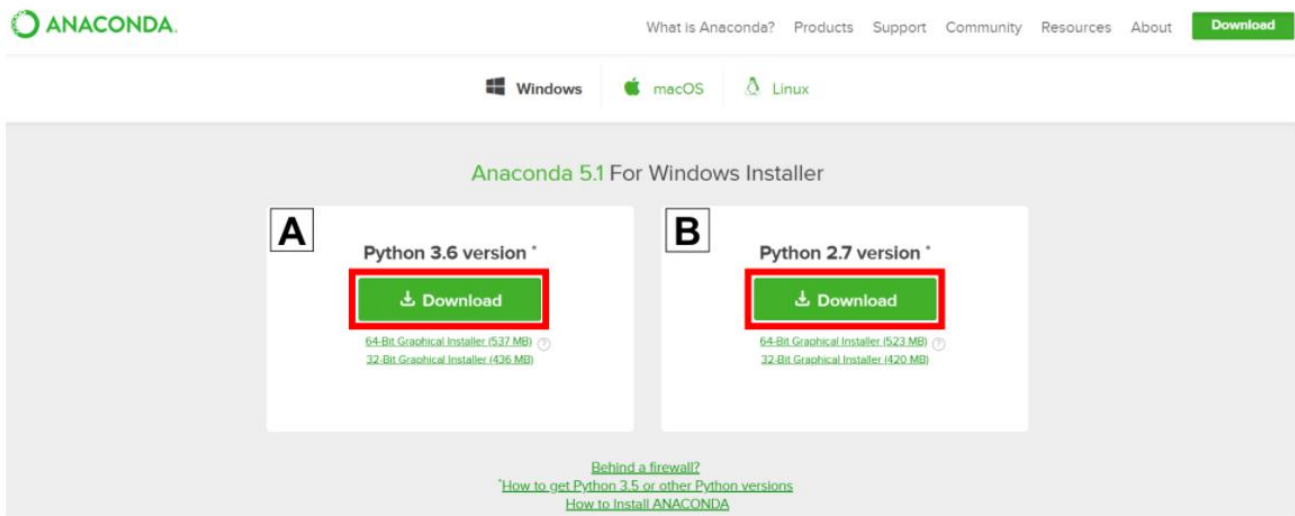 ANACONDA.
What is Anaconda? Products Support Community Resources About Download
Windows macOS Linux
Anaconda 5.1 For Windows Installer
A
Python 3.6 version *
Download
64-Bit Graphical Installer (537 MB) ?
32-Bit Graphical Installer (436 MB)
B
Python 2.7 version *
Download
64-Bit Graphical Installer (523 MB) ?
32-Bit Graphical Installer (420 MB)
Behind a firewall?
*How to get Python 3.5 or other Python versions
How to Install ANACONDA